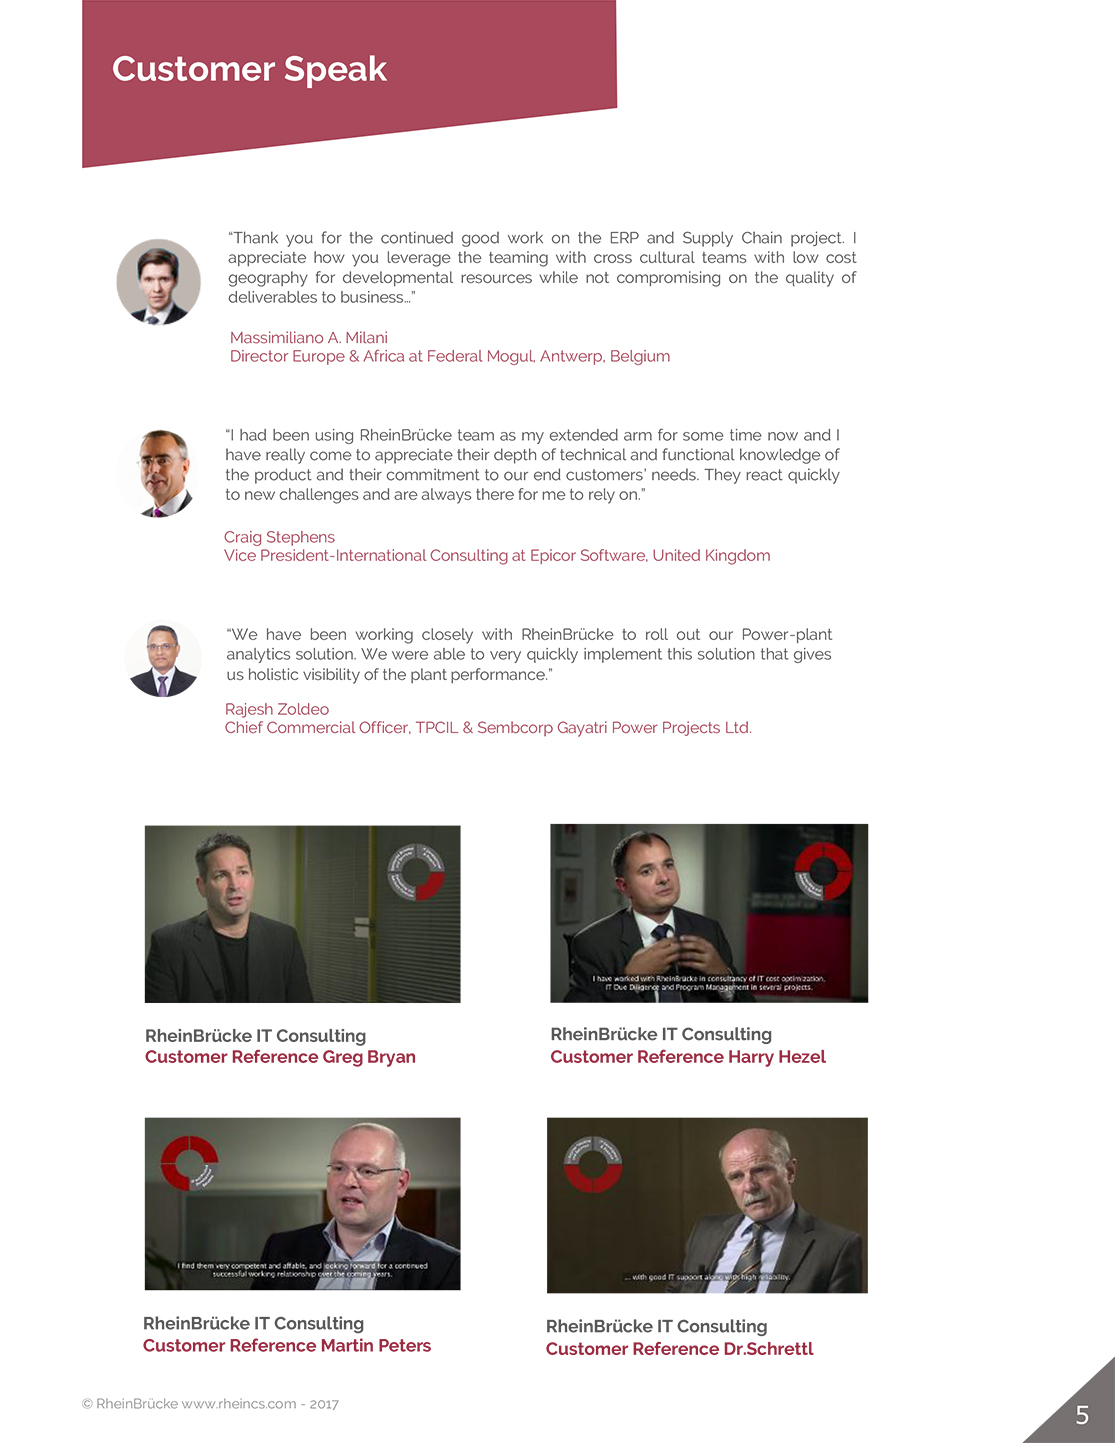 Customer Speak
“Thank you for the continued good work on the ERP and Supply Chain project. I
appreciate how you leverage the teaming with cross cultural teams with low cost
geography for developmental resources while not compromising on the quality of
deliverables to business…”
Massimiliano A. Milani
Director Europe & Africa at Federal Mogul, Antwerp, Belgium
“I had been using RheinBrücke team as my extended arm for some time now and I
have really come to appreciate their depth of technical and functional knowledge of
the product and their commitment to our end customers’ needs. They react quickly
to new challenges and are always there for me to rely on.”
Craig Stephens
Vice President-International Consulting at Epicor Software, United Kingdom
“We have been working closely with RheinBrücke to roll out our Power-plant
analytics solution. We were able to very quickly implement this solution that gives
us holistic visibility of the plant performance.”
Rajesh Zoldeo
Chief Commercial Officer, TPCIL & Sembcorp Gayatri Power Projects Ltd.
I have worked with RheinBrücke in consultancy of IT cost optimization,
IT Due Diligence and Program Management in several projects.
RheinBrücke IT Consulting
Customer Reference Greg Bryan
RheinBrücke IT Consulting
Customer Reference Harry Hezel
I find them very competent and affable, and looking forward for a continued
successful working relationship over the coming years.
... with good IT support along with high reliability.
RheinBrücke IT Consulting
Customer Reference Martin Peters
RheinBrücke IT Consulting
Customer Reference Dr.Schrettl
© RheinBrücke www.rheincs.com - 2017
5